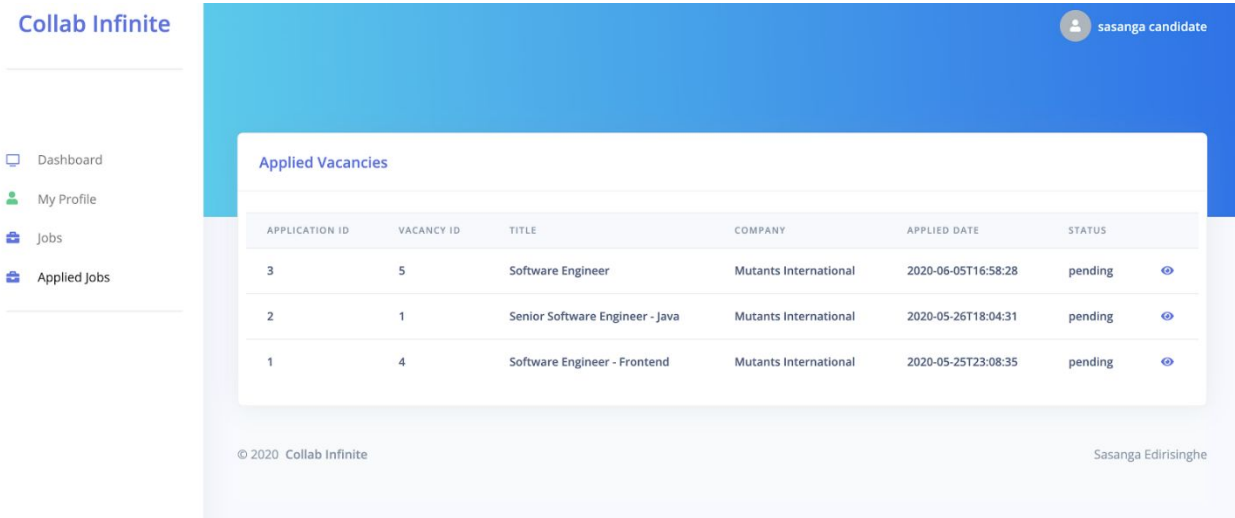 Collab Infinite
sasanga candidate
Dashboard
My Profile
Jobs
Applied Jobs
Applied Vacancies
APPLICATION ID VACANCY ID TITLE COMPANY APPLIED DATE STATUS
3 5 Software Engineer Mutants International 2020-06-05T16:58:28 pending
2 1 Senior Software Engineer - Java Mutants International 2020-05-26T18:04:31 pending
1 4 Software Engineer - Frontend Mutants International 2020-05-25T23:08:35 pending
© 2020 Collab Infinite
Sasanga Edirisinghe